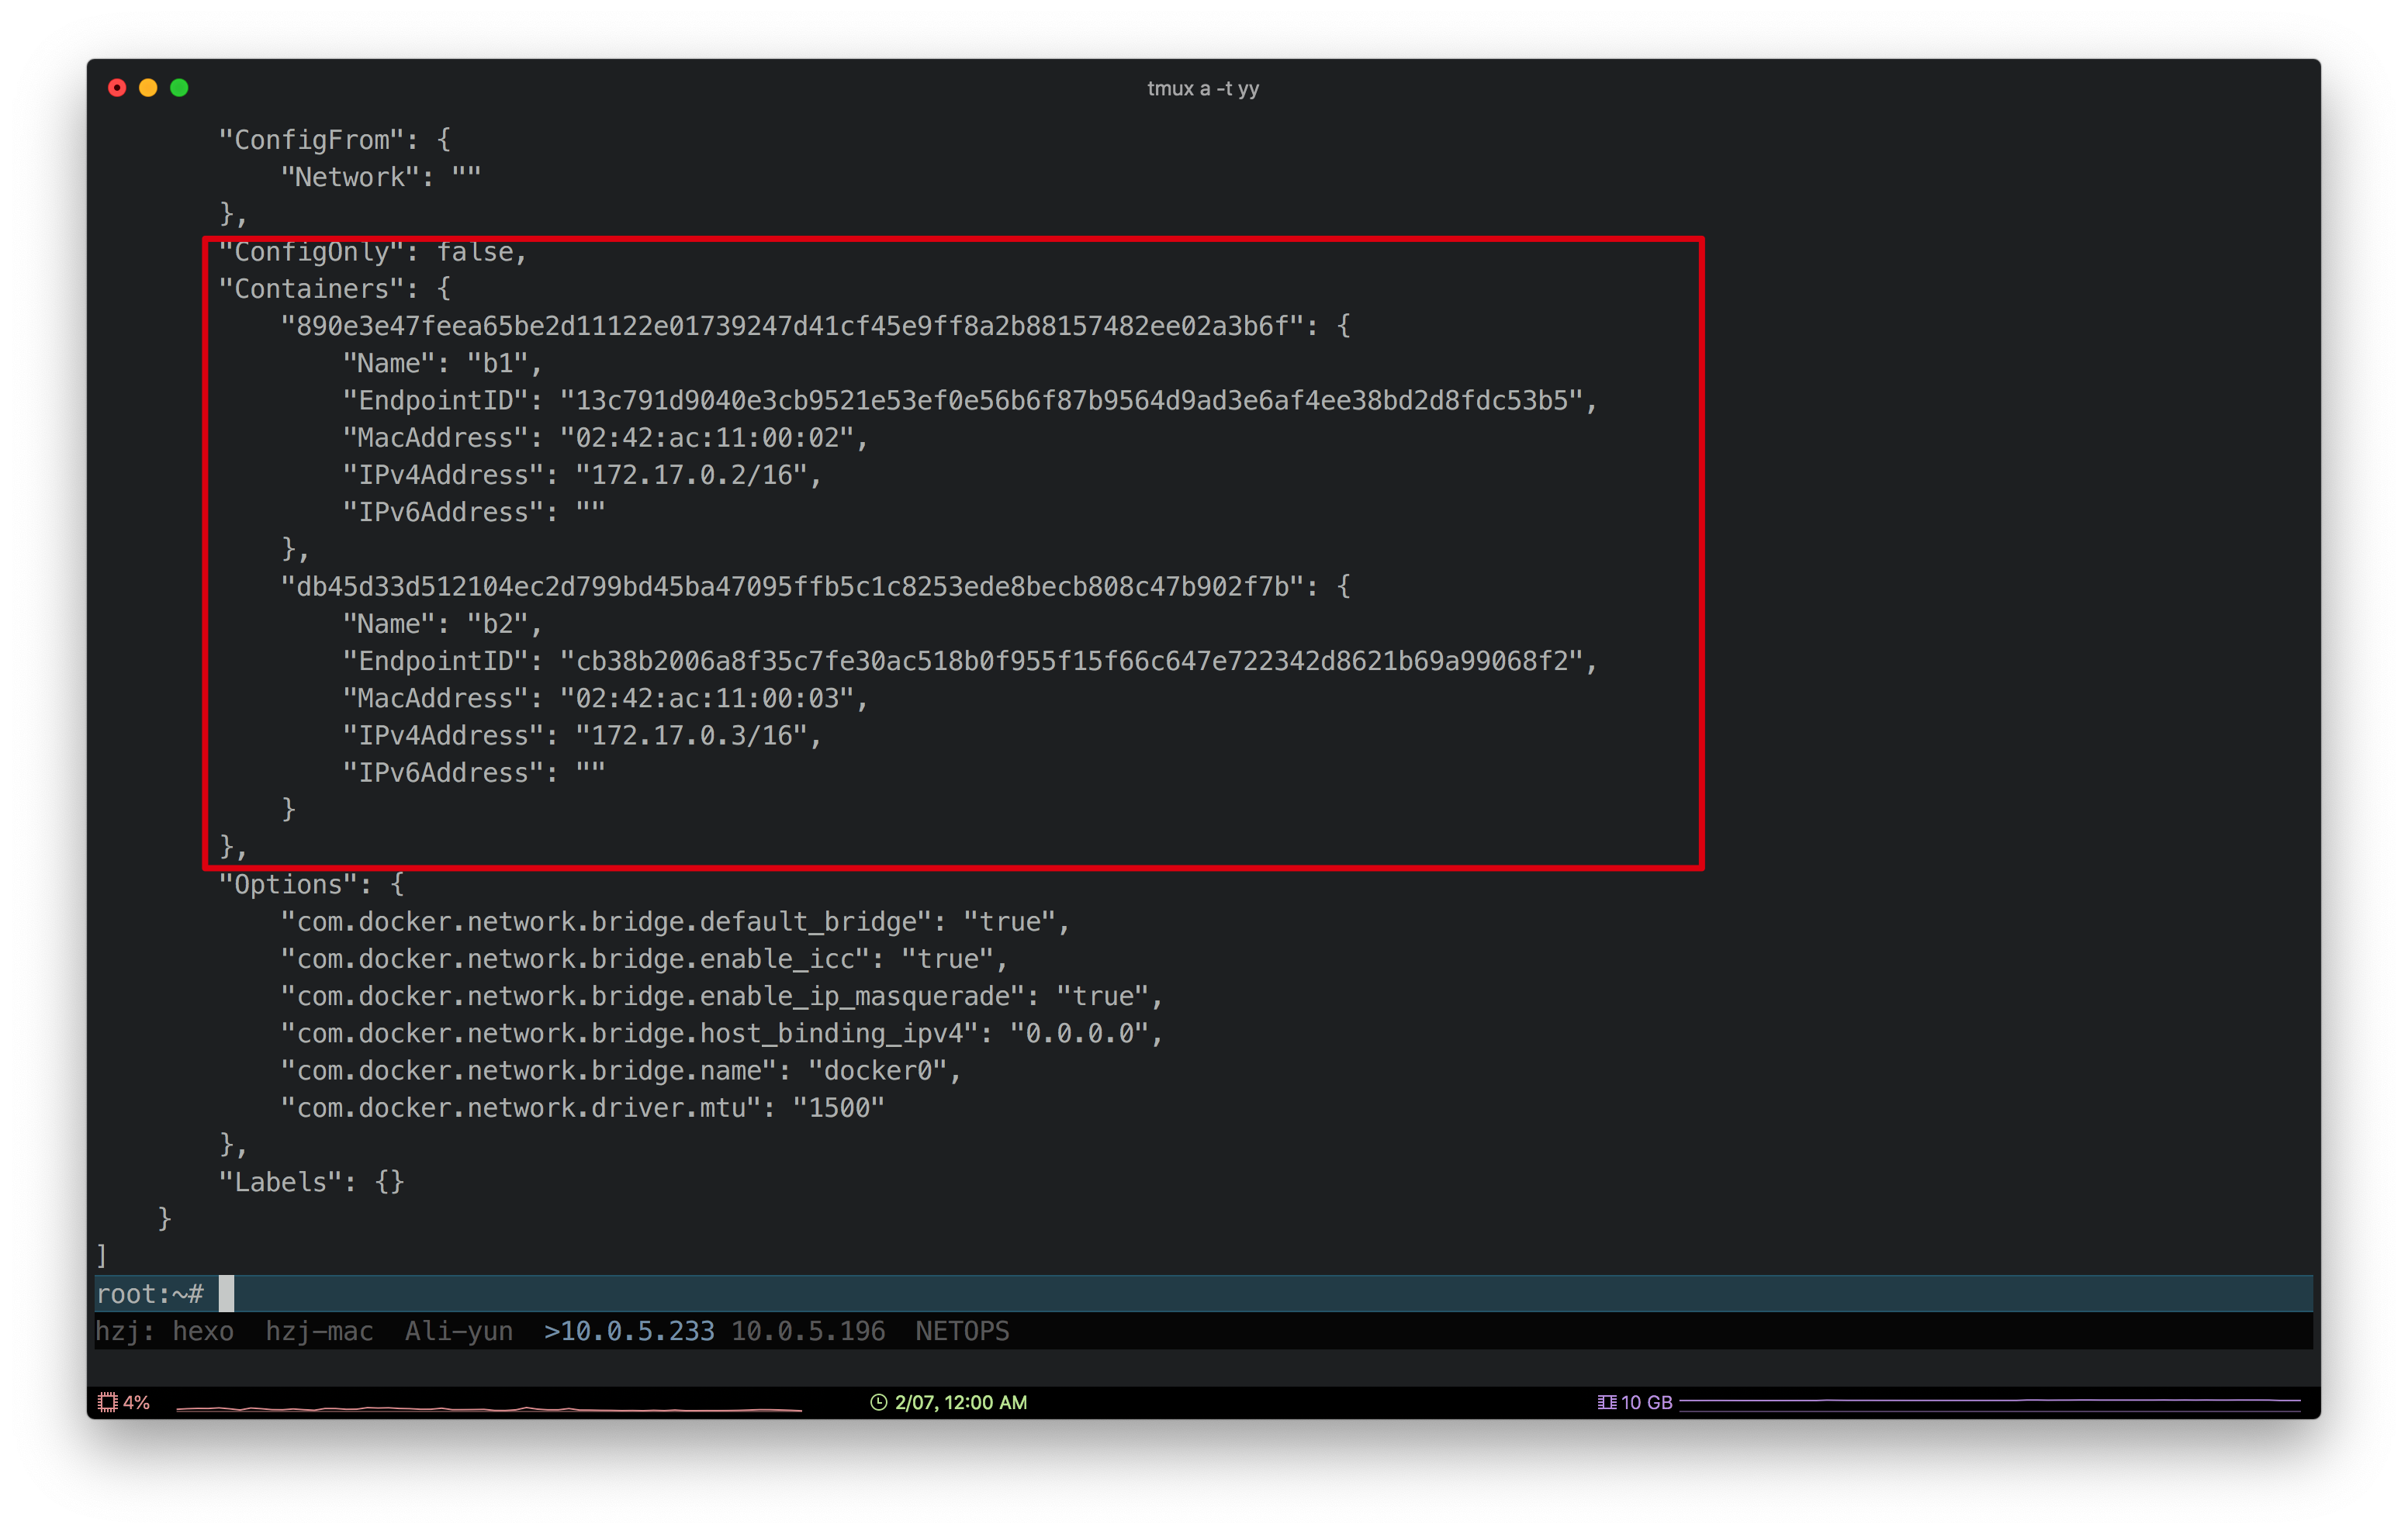 tmux a -t yy
"ConfigFrom": {
"Network": ""
},
"ConfigOnly": false,
"Containers": {
"890e3e47feea65be2d11122e01739247d41cf45e9ff8a2b88157482ee02a3b6f": {
"Name": "b1",
"EndpointID": "13c791d9040e3cb9521e53ef0e56b6f87b9564d9ad3e6af4ee38bd2d8fdc53b5",
"MacAddress": "02:42:ac:11:00:02",
"IPv4Address": "172.17.0.2/16",
"IPv6Address": ""
},
"db45d33d512104ec2d799bd45ba47095ffb5c1c8253ede8becb808c47b902f7b": {
"Name": "b2",
"EndpointID": "cb38b2006a8f35c7fe30ac518b0f955f15f66c647e722342d8621b69a99068f2",
"MacAddress": "02:42:ac:11:00:03",
"IPv4Address": "172.17.0.3/16",
"IPv6Address": ""
}
},
"Options": {
"com.docker.network.bridge.default_bridge": "true",
"com.docker.network.bridge.enable_icc": "true",
"com.docker.network.bridge.enable_ip_masquerade": "true",
"com.docker.network.bridge.host_binding_ipv4": "0.0.0.0",
"com.docker.network.bridge.name": "docker0",
"com.docker.network.driver.mtu": "1500"
},
"Labels": {}
}
]
root:~#
hzj: hexo hzj-mac Ali-yun >10.0.5.233 10.0.5.196 NETOPS
4% 2/07, 12:00 AM 10 GB